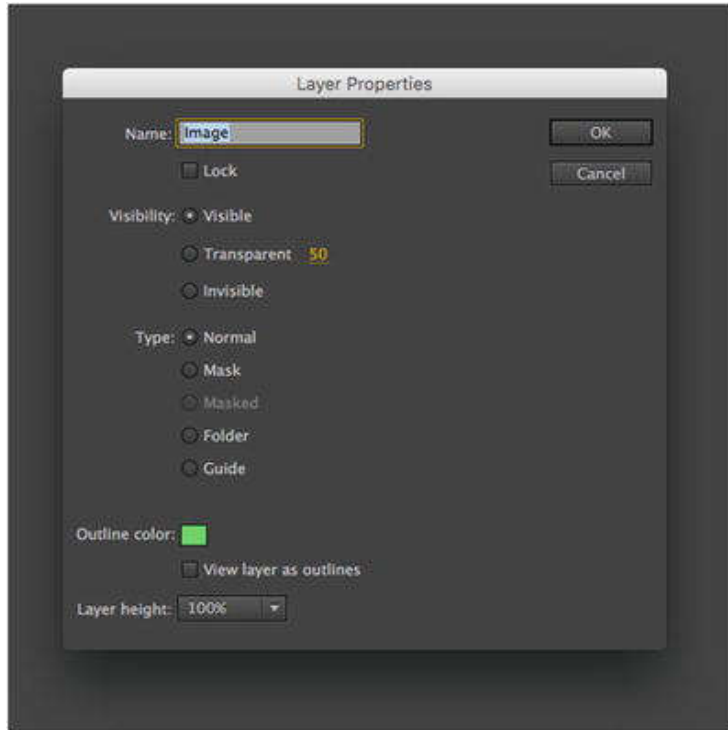 Layer Properties
Name: Image
OK
Lock
Cancel
Visibility: Visible
Transparent 50
Invisible
Type: Normal
Mask
Masked
Folder
Guide
Outline color:
View layer as outlines
Layer height: 100%